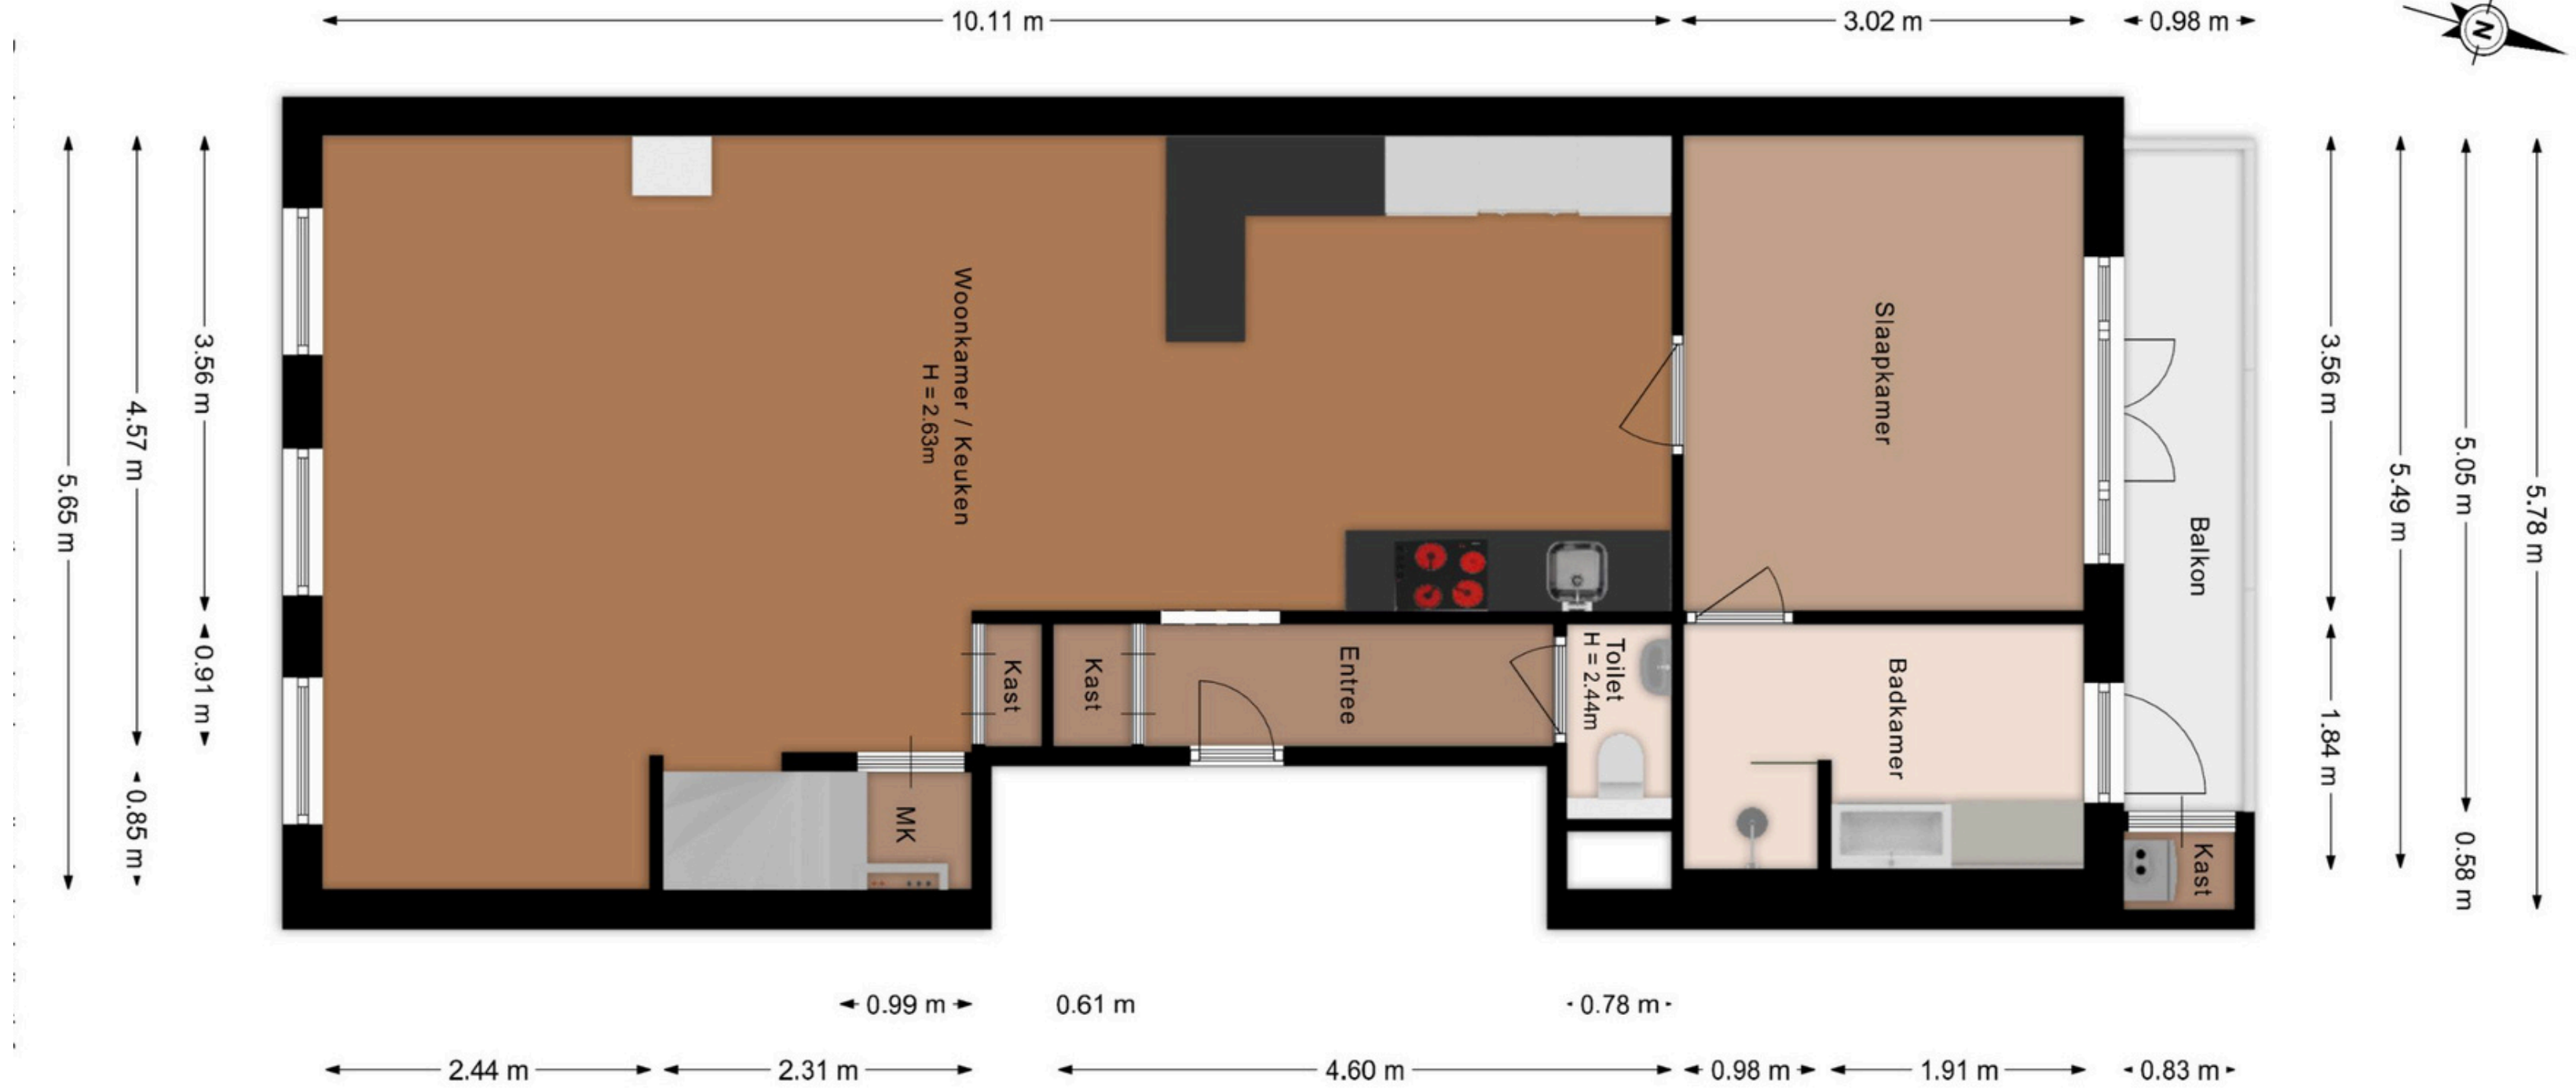 10.11 m
3.02 m
0.98 m
N
5.65 m
4.57 m
0.85 m
3.56 m
0.91 m
Woonkamer / Keuken
H = 2.63m
Slaapkamer
Balkon
3.56 m
1.84 m
5.49 m
5.05 m
0.58 m
5.78 m
Kast
Kast
Entree
Toilet
H = 2.44m
Badkamer
MK
Kast
0.99 m
0.61 m
0.78 m
2.44 m
2.31 m
4.60 m
0.98 m
1.91 m
0.83 m